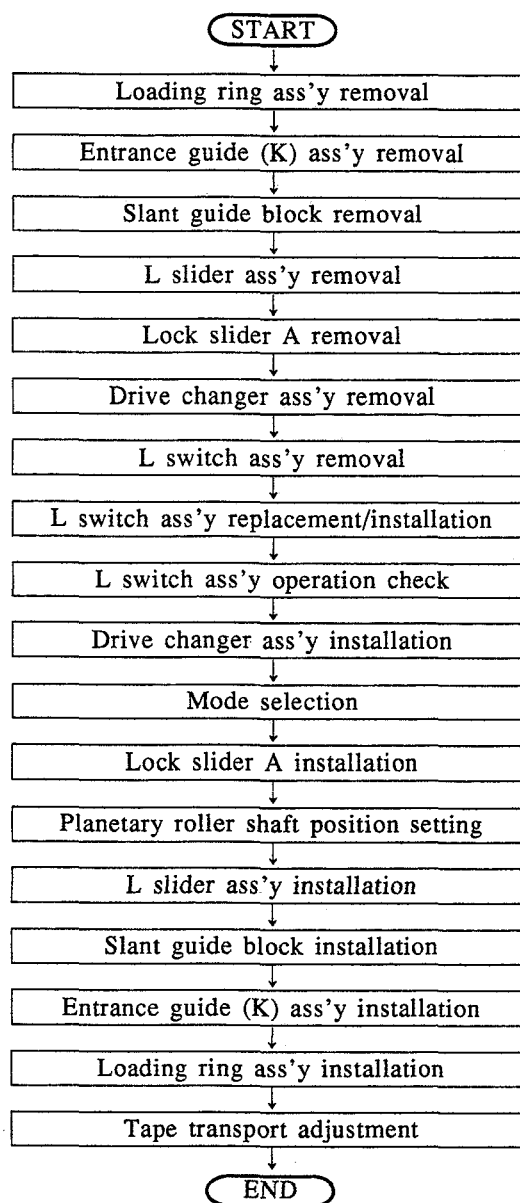 START
Loading ring ass'y removal
Entrance guide (K) ass'y removal
Slant guide block removal
L slider ass'y removal
Lock slider A removal
Drive changer ass'y removal
L switch ass'y removal
L switch ass'y replacement/installation
L switch ass'y operation check
Drive changer ass'y installation
Mode selection
Lock slider A installation
Planetary roller shaft position setting
L slider ass'y installation
Slant guide block installation
Entrance guide (K) ass'y installation
Loading ring ass'y installation
Tape transport adjustment
END